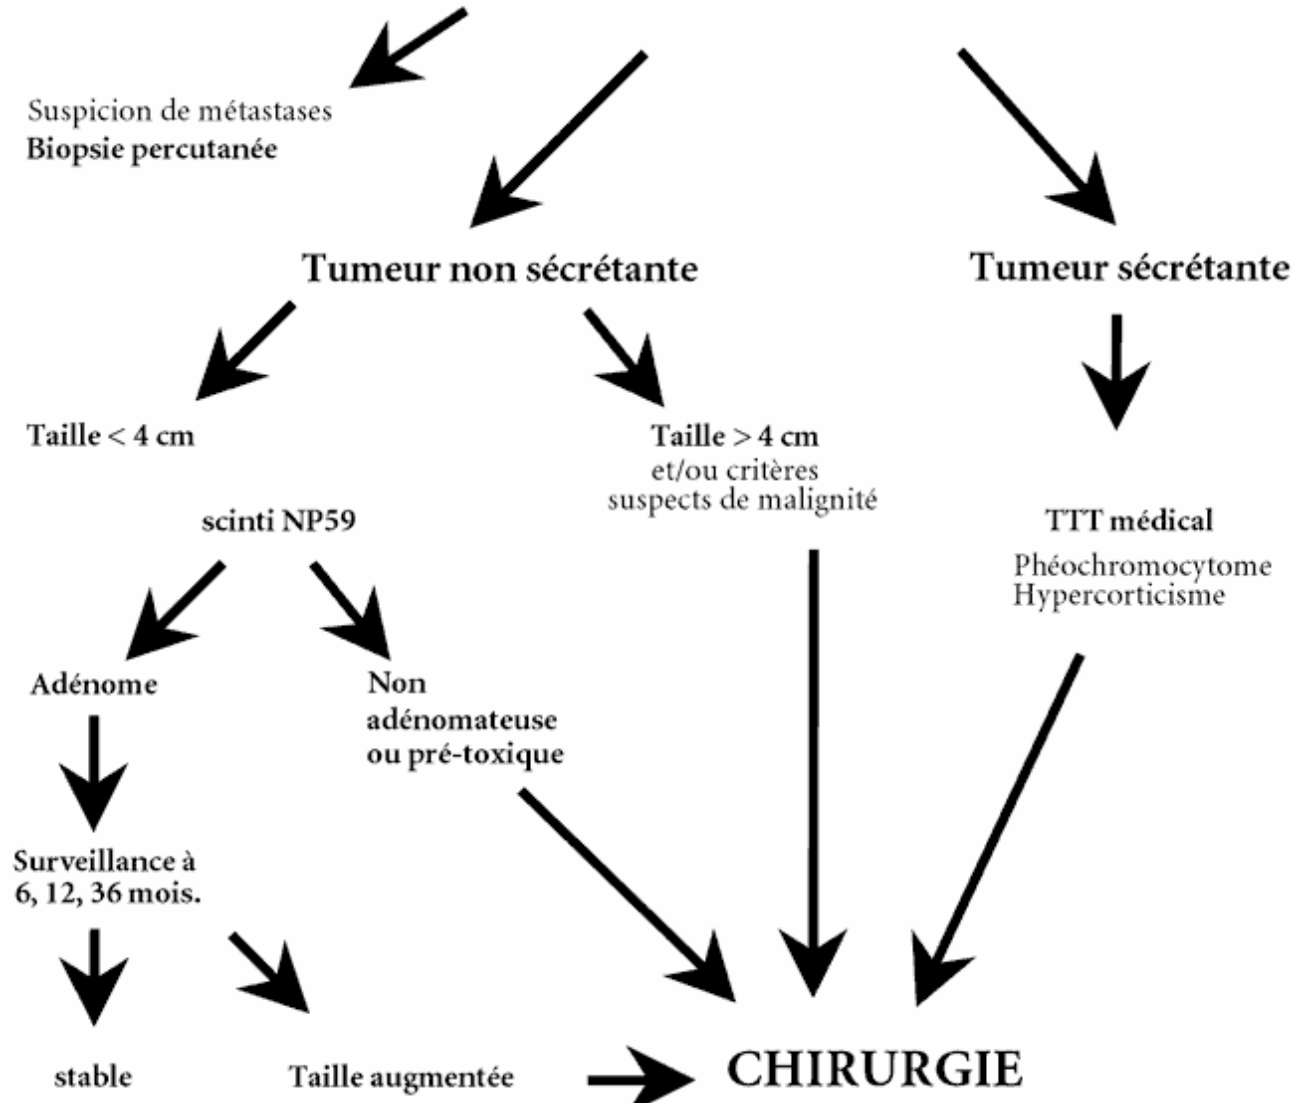 Suspicion de métastases
Biopsie percutanée
Tumeur non sécrétante
Tumeur sécrétante
Taille < 4 cm
Taille > 4 cm
et/ou critères
suspects de malignité
scinti NP59
TTT médical
Phéochromocytome
Hypercorticisme
Adénome
Non
adénomateuse
ou pré-toxique
Surveillance à
6, 12, 36 mois.
stable
Taille augmentée
CHIRURGIE